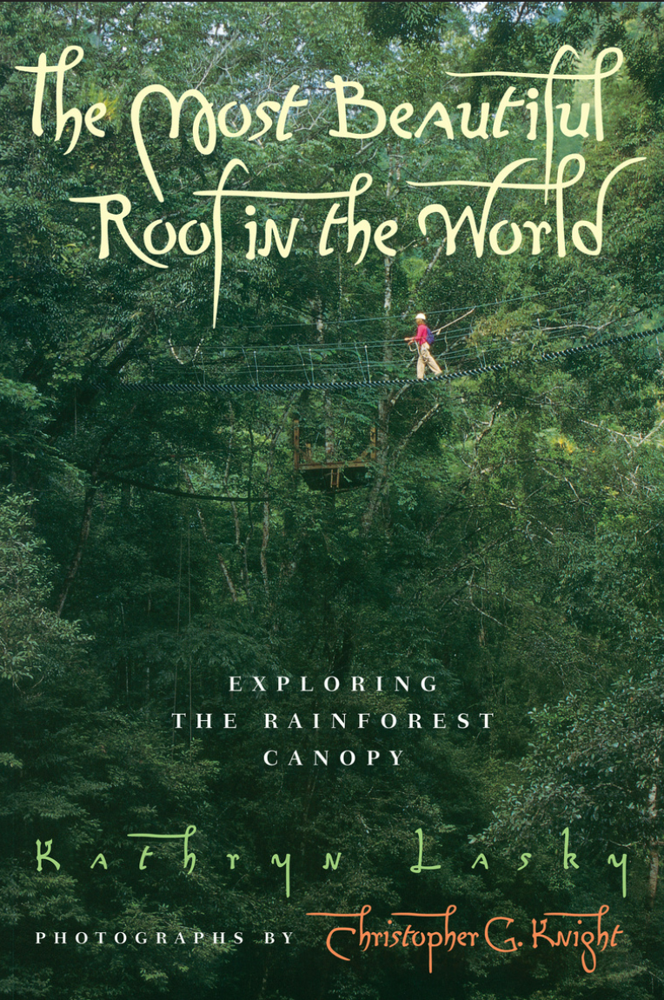 The Most Beautiful
Roof in the World
EXPLORING
THE RAINFOREST
CANOPY
Kathryn Lasky
PHOTOGRAPHS BY Christopher G. Knight